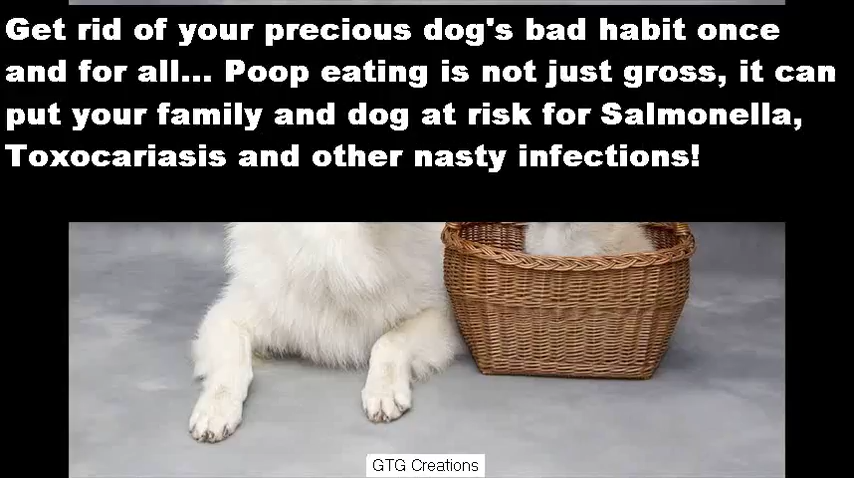 Get rid of your precious dog's bad habit once
and for all... Poop eating is not just gross, it can
put your family and dog at risk for Salmonella,
Toxocariasis and other nasty infections!
GTG Creations